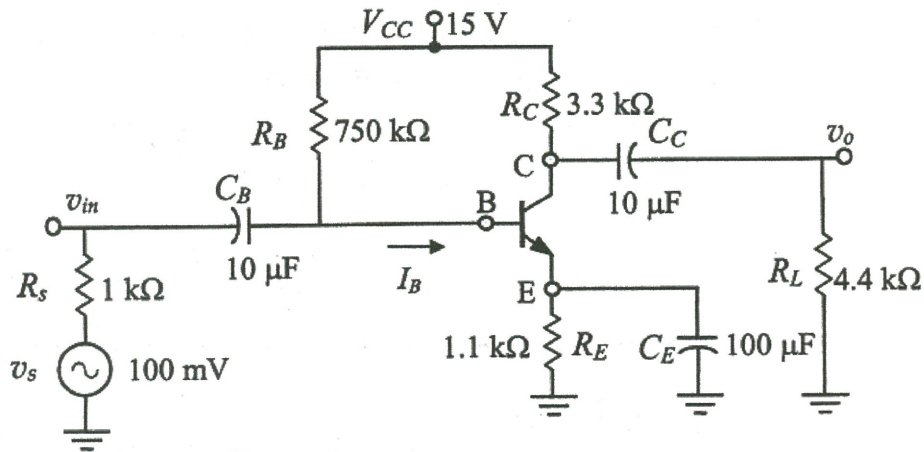 V_CC 15 V
R_B 750 kΩ
R_C 3.3 kΩ
C C_C v_o
10 μF
v_in C_B B
10 μF I_B
R_s 1 kΩ
E R_L 4.4 kΩ
1.1 kΩ R_E C_E 100 μF
v_s 100 mV